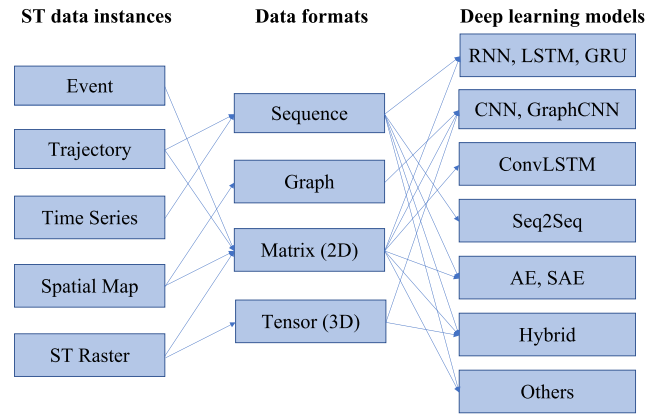 ST data instances
Data formats
Deep learning models
Event
Trajectory
Time Series
Spatial Map
ST Raster
Sequence
Graph
Matrix (2D)
Tensor (3D)
RNN, LSTM, GRU
CNN, GraphCNN
ConvLSTM
Seq2Seq
AE, SAE
Hybrid
Others